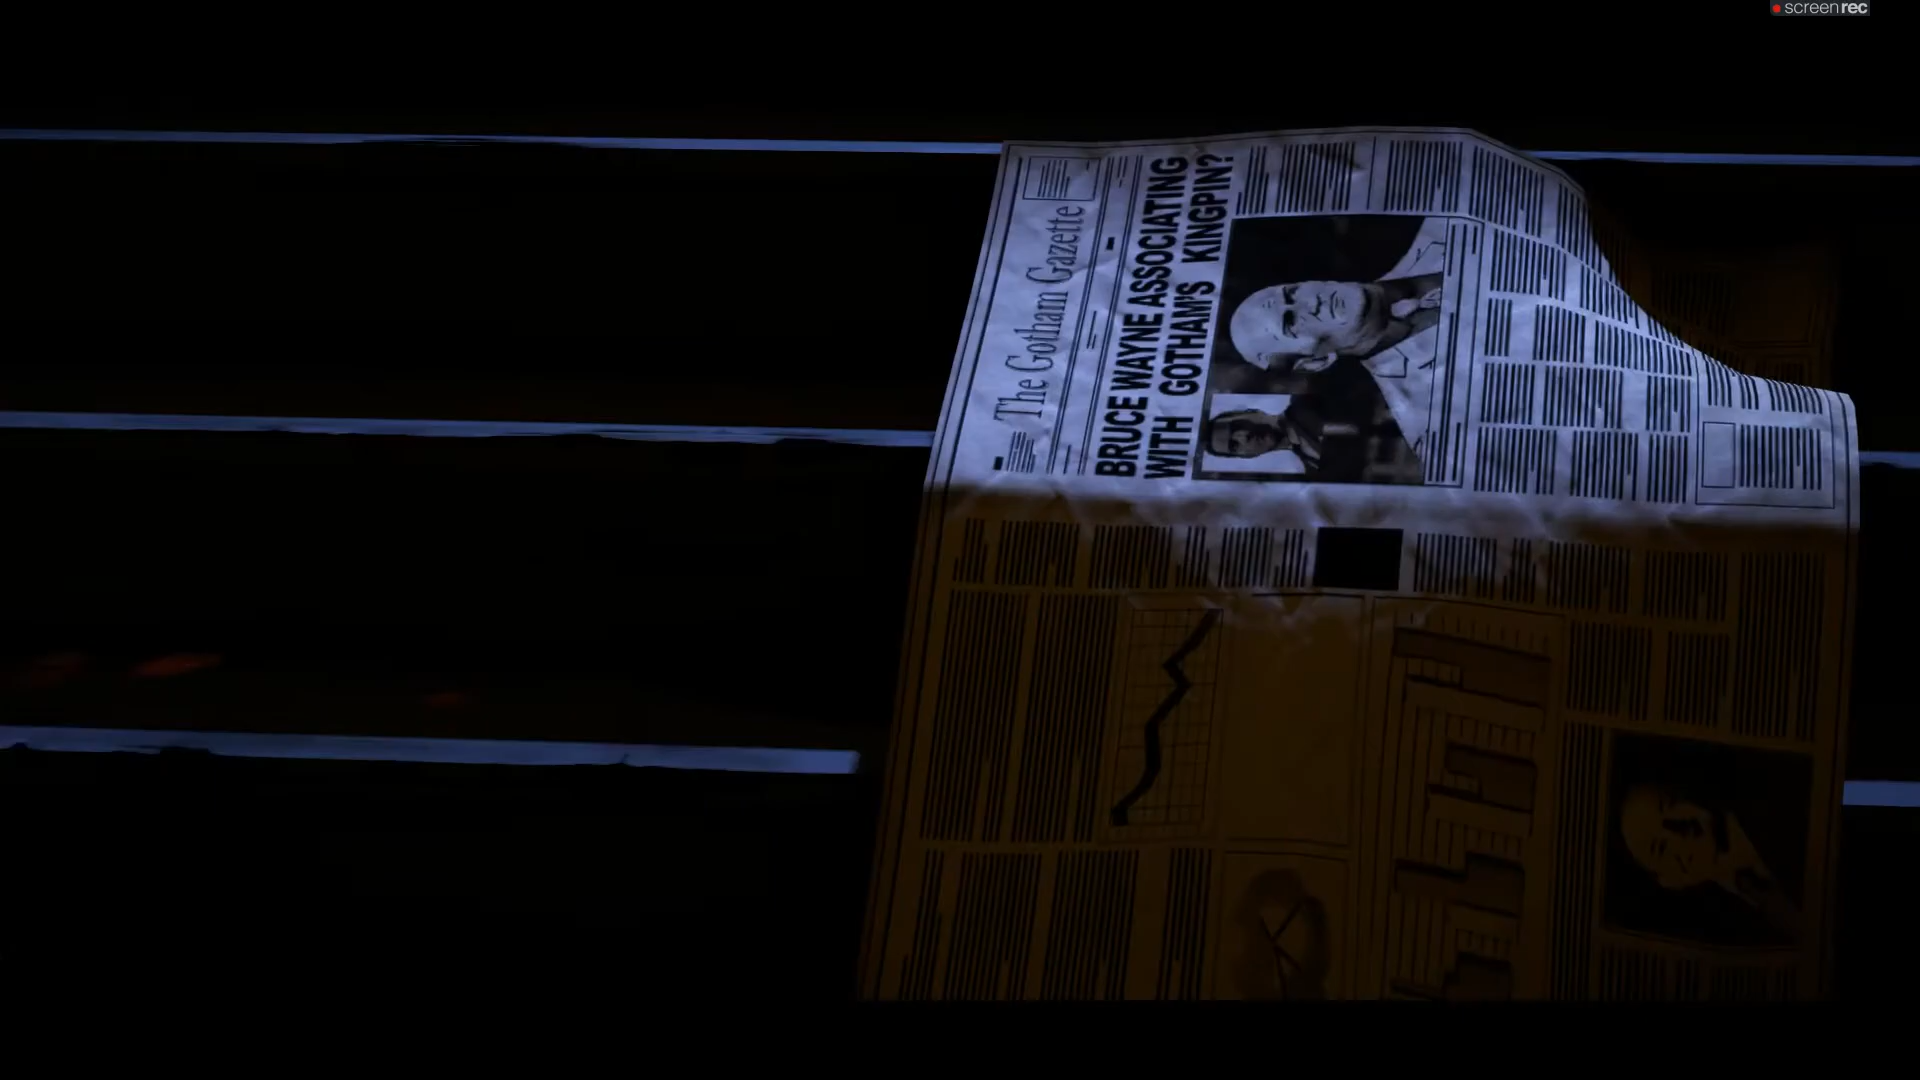 screenrec
The Gotham Gazette
BRUCE WAYNE ASSOCIATING
WITH GOTHAM'S KINGPIN?